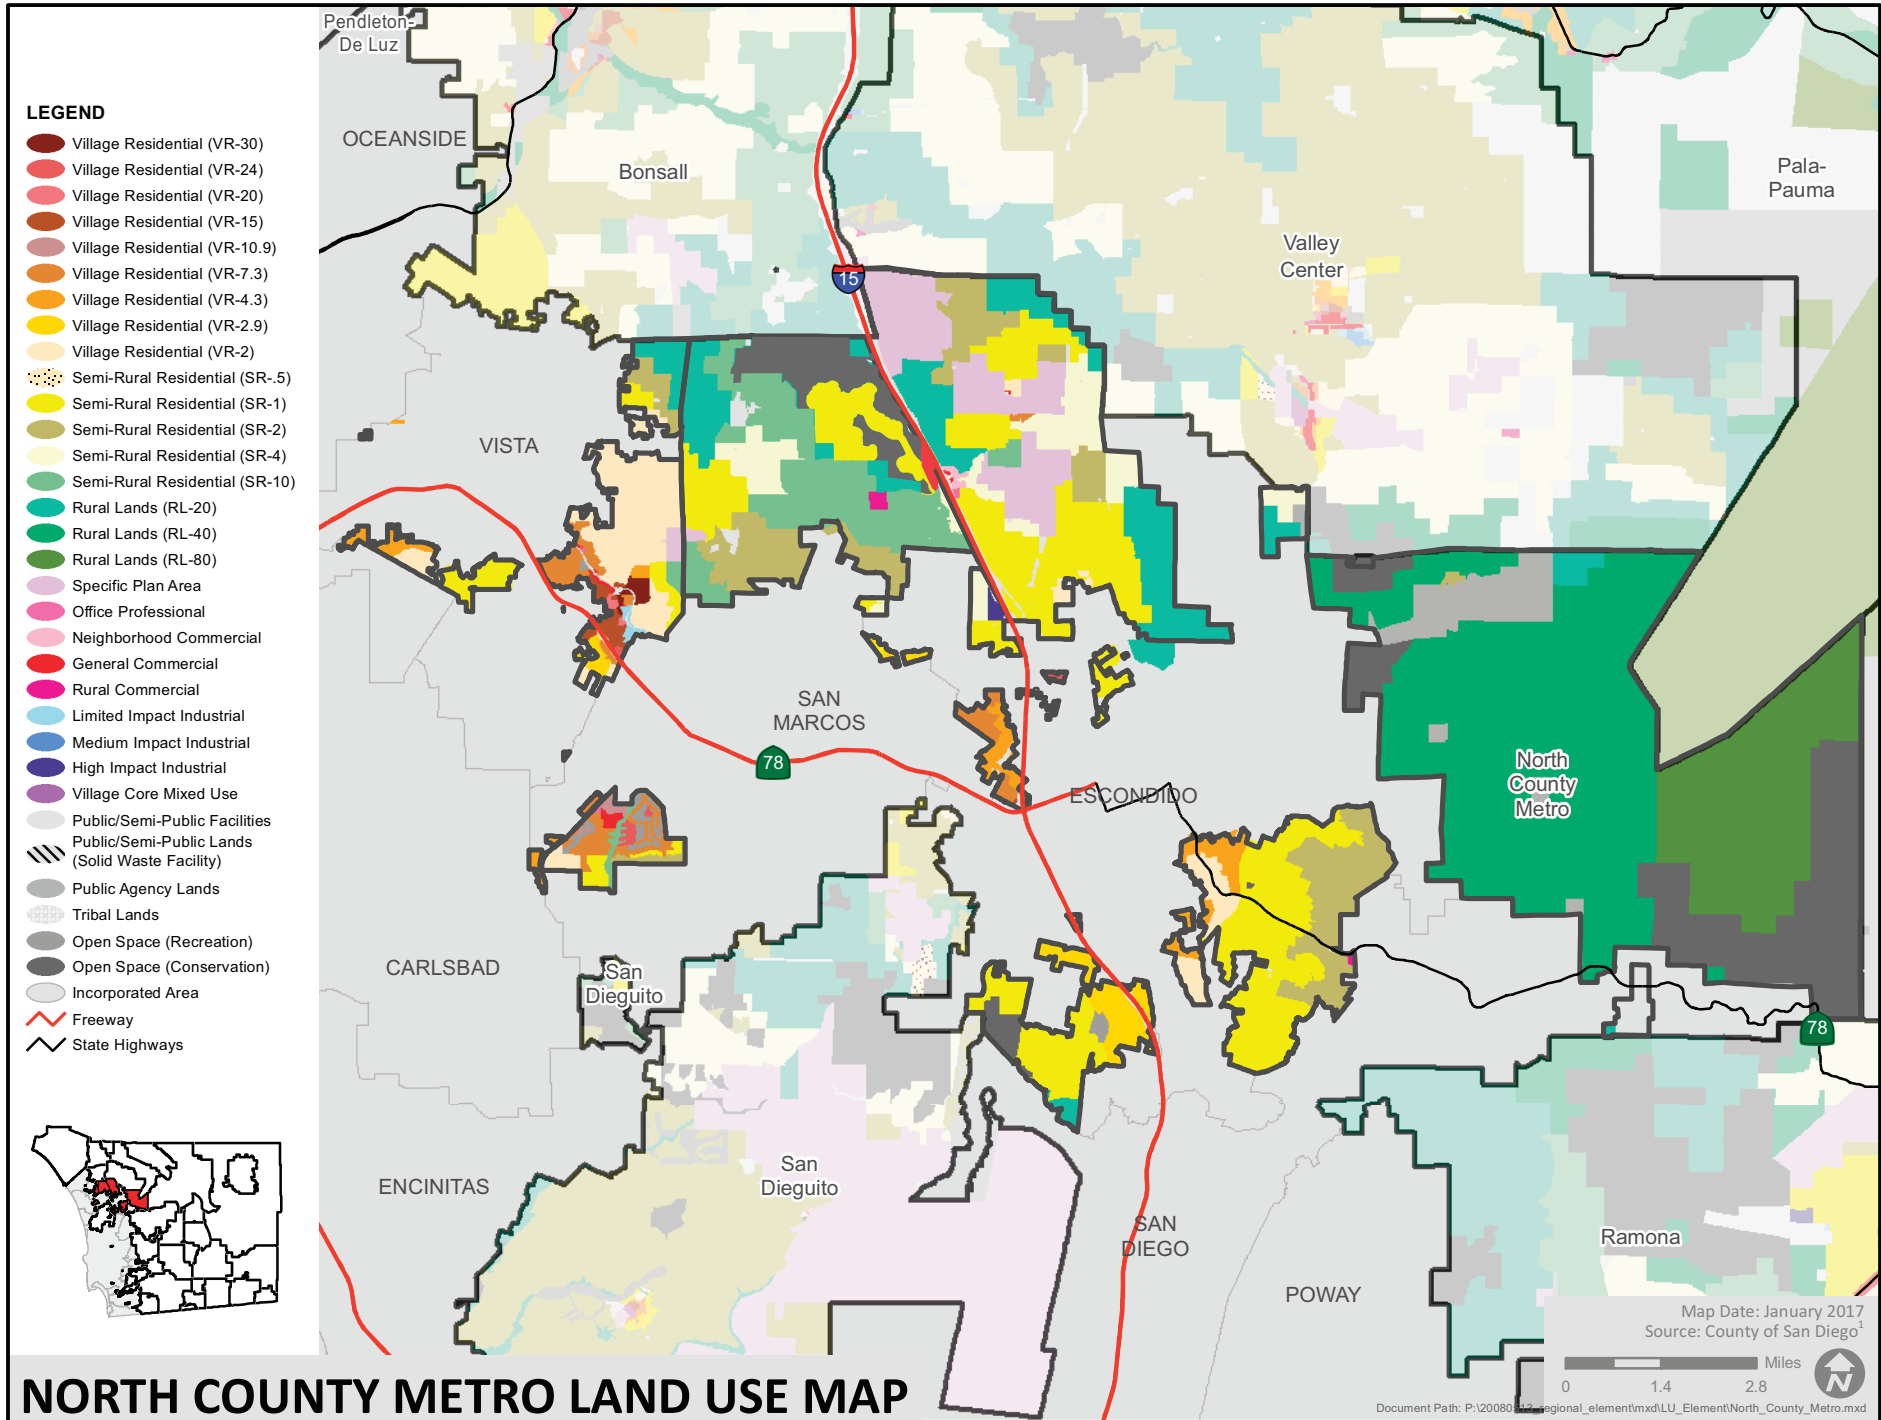 LEGEND
Village Residential (VR-30)
Village Residential (VR-24)
Village Residential (VR-20)
Village Residential (VR-15)
Village Residential (VR-10.9)
Village Residential (VR-7.3)
Village Residential (VR-4.3)
Village Residential (VR-2.9)
Village Residential (VR-2)
Semi-Rural Residential (SR-.5)
Semi-Rural Residential (SR-1)
Semi-Rural Residential (SR-2)
Semi-Rural Residential (SR-4)
Semi-Rural Residential (SR-10)
Rural Lands (RL-20)
Rural Lands (RL-40)
Rural Lands (RL-80)
Specific Plan Area
Office Professional
Neighborhood Commercial
General Commercial
Rural Commercial
Limited Impact Industrial
Medium Impact Industrial
High Impact Industrial
Village Core Mixed Use
Public/Semi-Public Facilities
Public/Semi-Public Lands
(Solid Waste Facility)
Public Agency Lands
Tribal Lands
Open Space (Recreation)
Open Space (Conservation)
Incorporated Area
Freeway
State Highways
Pendleton-
De Luz
OCEANSIDE
Bonsall
Pala-
Pauma
Valley
Center
15
VISTA
SAN
MARCOS
78
ESCONDIDO
North
County
Metro
CARLSBAD
San
Dieguito
78
ENCINITAS
San
Dieguito
SAN
DIEGO
Ramona
POWAY
Map Date: January 2017
Source: County of San Diego1
Miles
0 1.4 2.8
N
NORTH COUNTY METRO LAND USE MAP